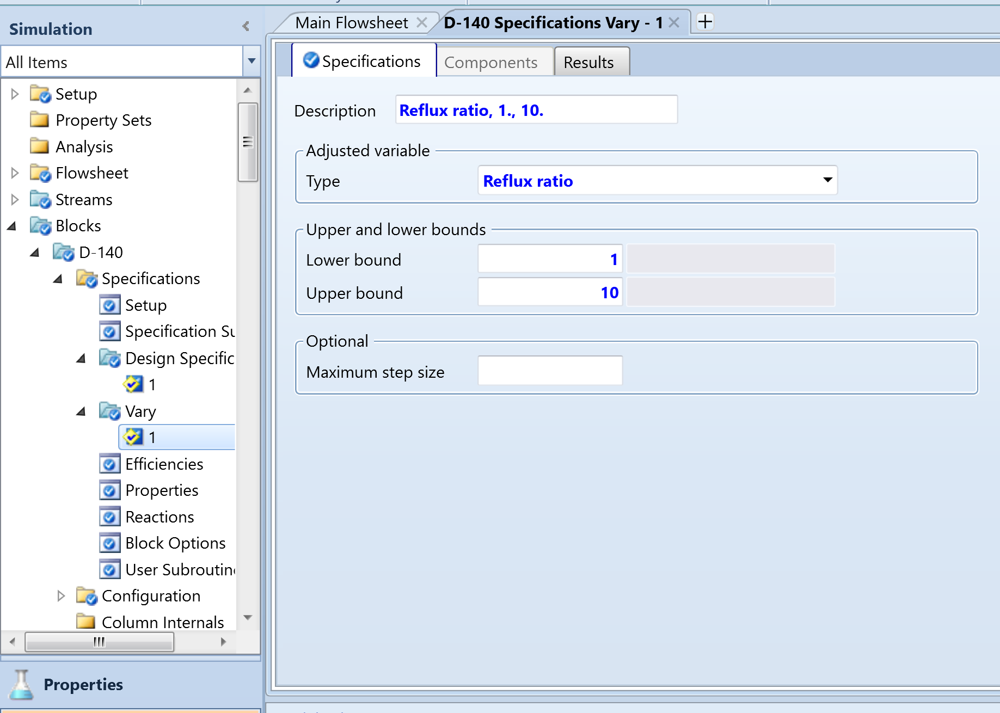 Simulation
All Items
Setup
Property Sets
Analysis
Flowsheet
Streams
Blocks
D-140
Specifications
Setup
Specification Su
Design Specific
1
Vary
1
Efficiencies
Properties
Reactions
Block Options
User Subroutin
Configuration
Column Internals
Properties
Main Flowsheet
D-140 Specifications Vary - 1
Specifications
Components
Results
Description
Reflux ratio, 1., 10.
Adjusted variable
Type
Reflux ratio
Upper and lower bounds
Lower bound
1
Upper bound
10
Optional
Maximum step size